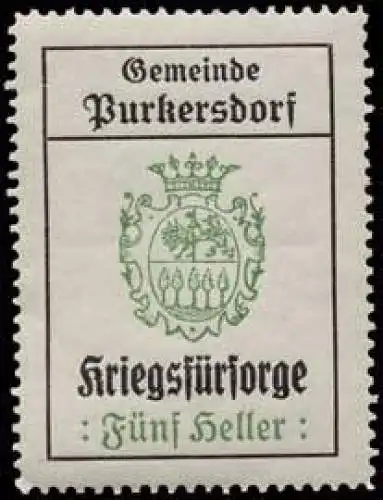 Gemeinde
Purkersdorf
Kriegsfürsorge
: Fünf Heller :